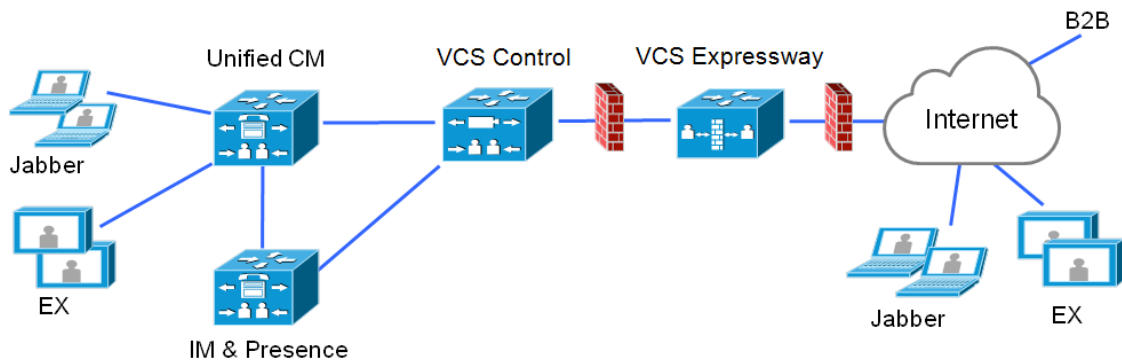 B2B
Unified CM
VCS Control
VCS Expressway
Internet
Jabber
EX
IM & Presence
Jabber
EX